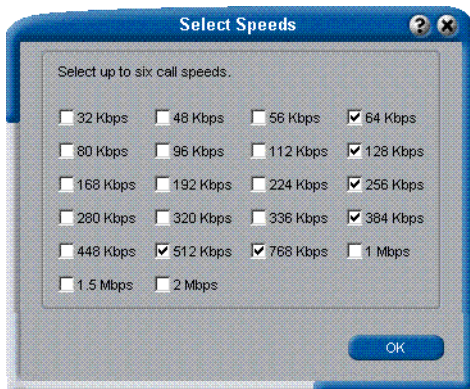 Select Speeds
Select up to six call speeds.
32 Kbps 48 Kbps 56 Kbps 64 Kbps
80 Kbps 96 Kbps 112 Kbps 128 Kbps
168 Kbps 192 Kbps 224 Kbps 256 Kbps
280 Kbps 320 Kbps 336 Kbps 384 Kbps
448 Kbps 512 Kbps 768 Kbps 1 Mbps
1.5 Mbps 2 Mbps
OK